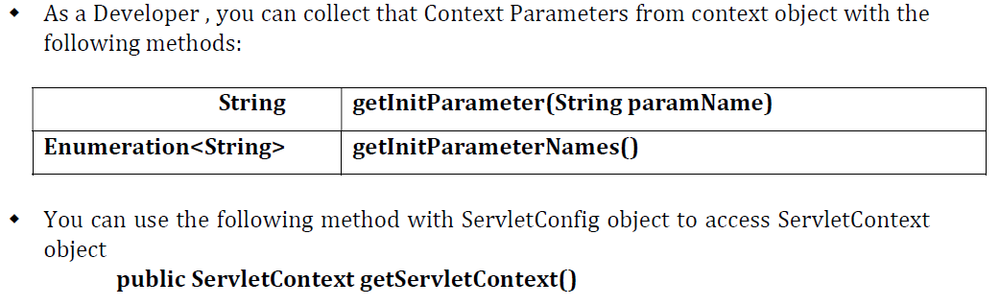 As a Developer , you can collect that Context Parameters from context object with the
following methods:
String getInitParameter(String paramName)
Enumeration<String> getInitParameterNames()
You can use the following method with ServletConfig object to access ServletContext
object
public ServletContext getServletContext()